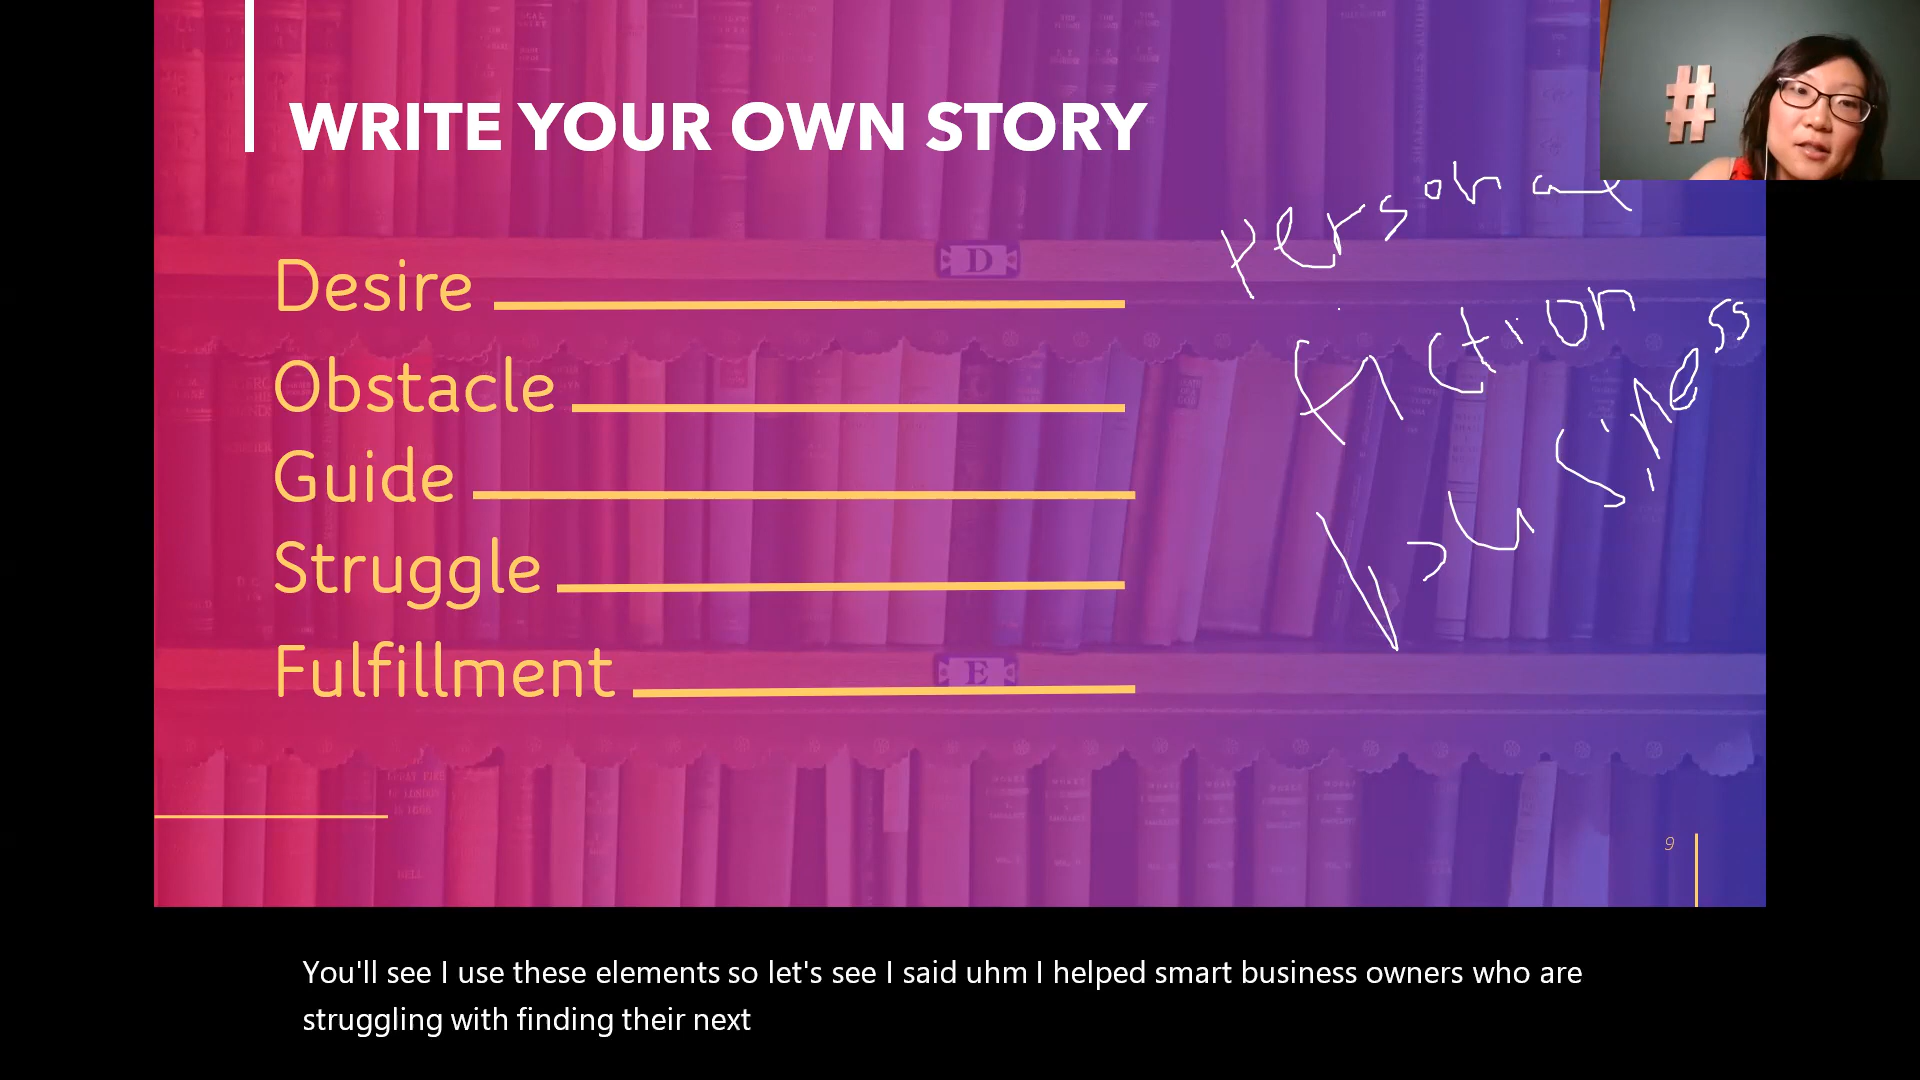 WRITE YOUR OWN STORY
personal
Desire
fiction
Obstacle
Guide
business
Struggle
Fulfillment
D
E
9
#
You'll see I use these elements so let's see I said uhm I helped smart business owners who are
struggling with finding their next